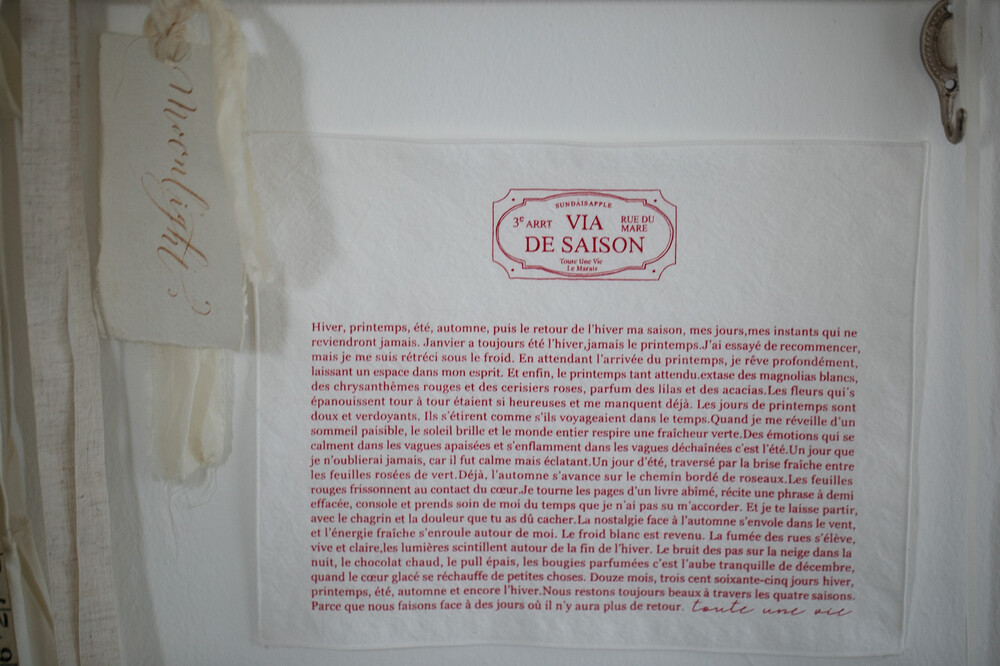 Moonlight
SUNDAISAPPLE
3e ARRT
VIA
RUE DU
MARE
DE SAISON
Toute Une Vie
Le Marais
Hiver, printemps, été, automne, puis le retour de l'hiver ma saison, mes jours,mes instants qui ne
reviendront jamais. Janvier a toujours été l'hiver,jamais le printemps.J'ai essayé de recommencer,
mais je me suis rétréci sous le froid. En attendant l'arrivée du printemps, je rêve profondément,
laissant un espace dans mon esprit. Et enfin, le printemps tant attendu.extase des magnolias blancs,
des chrysanthèmes rouges et des cerisiers roses, parfum des lilas et des acacias.Les fleurs qui's
épanouissent tour à tour étaient si heureuses et me manquent déjà. Les jours de printemps sont
doux et verdoyants. Ils s'étirent comme s'ils voyageaient dans le temps.Quand je me réveille d'un
sommeil paisible, le soleil brille et le monde entier respire une fraîcheur verte.Des émotions qui se
calment dans les vagues apaisées et s'enflamment dans les vagues déchaînées c'est l'été.Un jour que
je n'oublierai jamais, car il fut calme mais éclatant.Un jour d'été, traversé par la brise fraîche entre
les feuilles rosées de vert.Déjà, l'automne s'avance sur le chemin bordé de roseaux.Les feuilles
rouges frissonnent au contact du cœur.Je tourne les pages d'un livre abîmé, récite une phrase à demi
effacée, console et prends soin de moi du temps que je n'ai pas su m'accorder. Et je te laisse partir,
avec le chagrin et la douleur que tu as dû cacher.La nostalgie face à l'automne s'envole dans le vent,
et l'énergie fraîche s'enroule autour de moi. Le froid blanc est revenu. La fumée des rues s'élève,
vive et claire,les lumières scintillent autour de la fin de l'hiver. Le bruit des pas sur la neige dans la
nuit, le chocolat chaud, le pull épais, les bougies parfumées c'est l'aube tranquille de décembre,
quand le cœur glacé se réchauffe de petites choses. Douze mois, trois cent soixante-cinq jours hiver,
printemps, été, automne et encore l'hiver.Nous restons toujours beaux à travers les quatre saisons.
Parce que nous faisons face à des jours où il n'y aura plus de retour. toute une vie